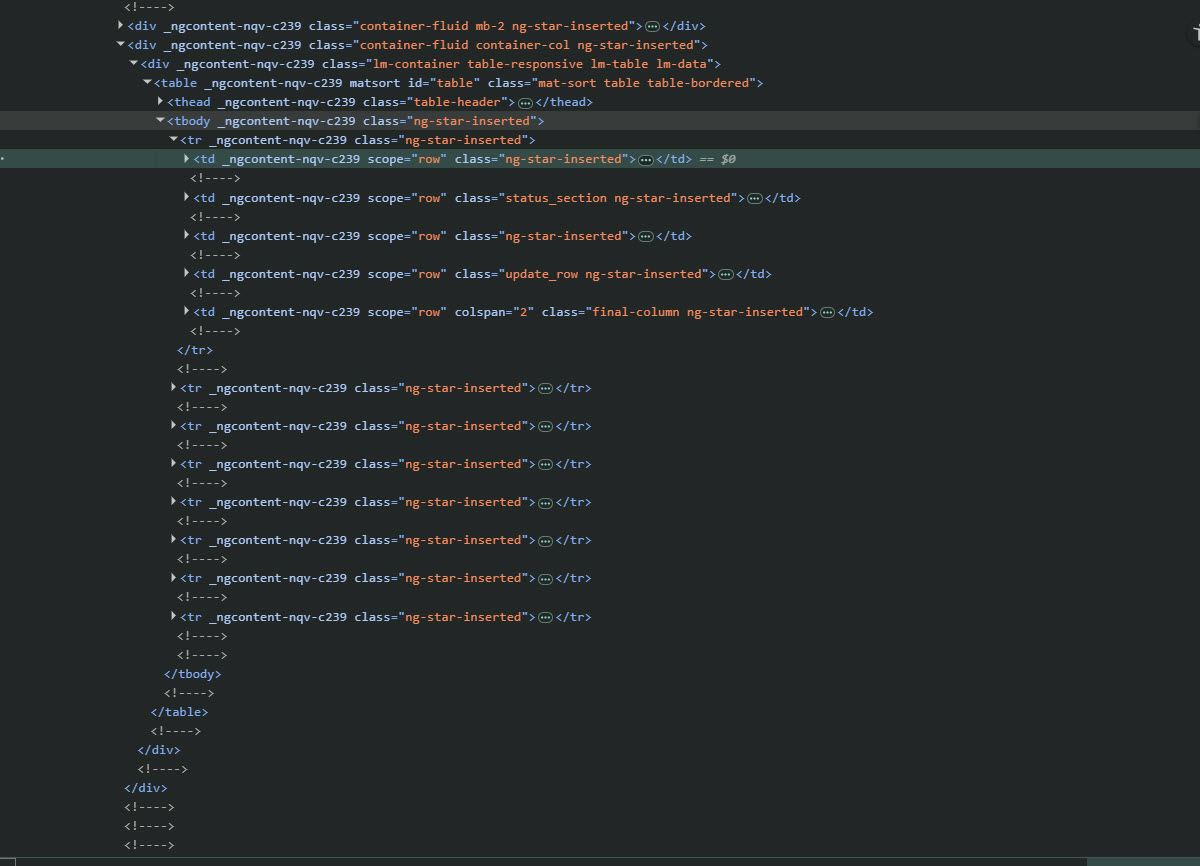 <!---->
<div _ngcontent-nqv-c239 class="container-fluid mb-2 ng-star-inserted">…</div>
<div _ngcontent-nqv-c239 class="container-fluid container-col ng-star-inserted">
<div _ngcontent-nqv-c239 class="lm-container table-responsive lm-table lm-data">
<table _ngcontent-nqv-c239 matsort id="table" class="mat-sort table table-bordered">
<thead _ngcontent-nqv-c239 class="table-header">…</thead>
<tbody _ngcontent-nqv-c239 class="ng-star-inserted">
<tr _ngcontent-nqv-c239 class="ng-star-inserted">
<td _ngcontent-nqv-c239 scope="row" class="ng-star-inserted">…</td> == $0
<!---->
<td _ngcontent-nqv-c239 scope="row" class="status_section ng-star-inserted">…</td>
<!---->
<td _ngcontent-nqv-c239 scope="row" class="ng-star-inserted">…</td>
<!---->
<td _ngcontent-nqv-c239 scope="row" class="update_row ng-star-inserted">…</td>
<!---->
<td _ngcontent-nqv-c239 scope="row" colspan="2" class="final-column ng-star-inserted">…</td>
<!---->
</tr>
<!---->
<tr _ngcontent-nqv-c239 class="ng-star-inserted">…</tr>
<!---->
<tr _ngcontent-nqv-c239 class="ng-star-inserted">…</tr>
<!---->
<tr _ngcontent-nqv-c239 class="ng-star-inserted">…</tr>
<!---->
<tr _ngcontent-nqv-c239 class="ng-star-inserted">…</tr>
<!---->
<tr _ngcontent-nqv-c239 class="ng-star-inserted">…</tr>
<!---->
<tr _ngcontent-nqv-c239 class="ng-star-inserted">…</tr>
<!---->
<tr _ngcontent-nqv-c239 class="ng-star-inserted">…</tr>
<!---->
<!---->
</tbody>
<!---->
</table>
<!---->
</div>
<!---->
</div>
<!---->
<!---->
<!---->